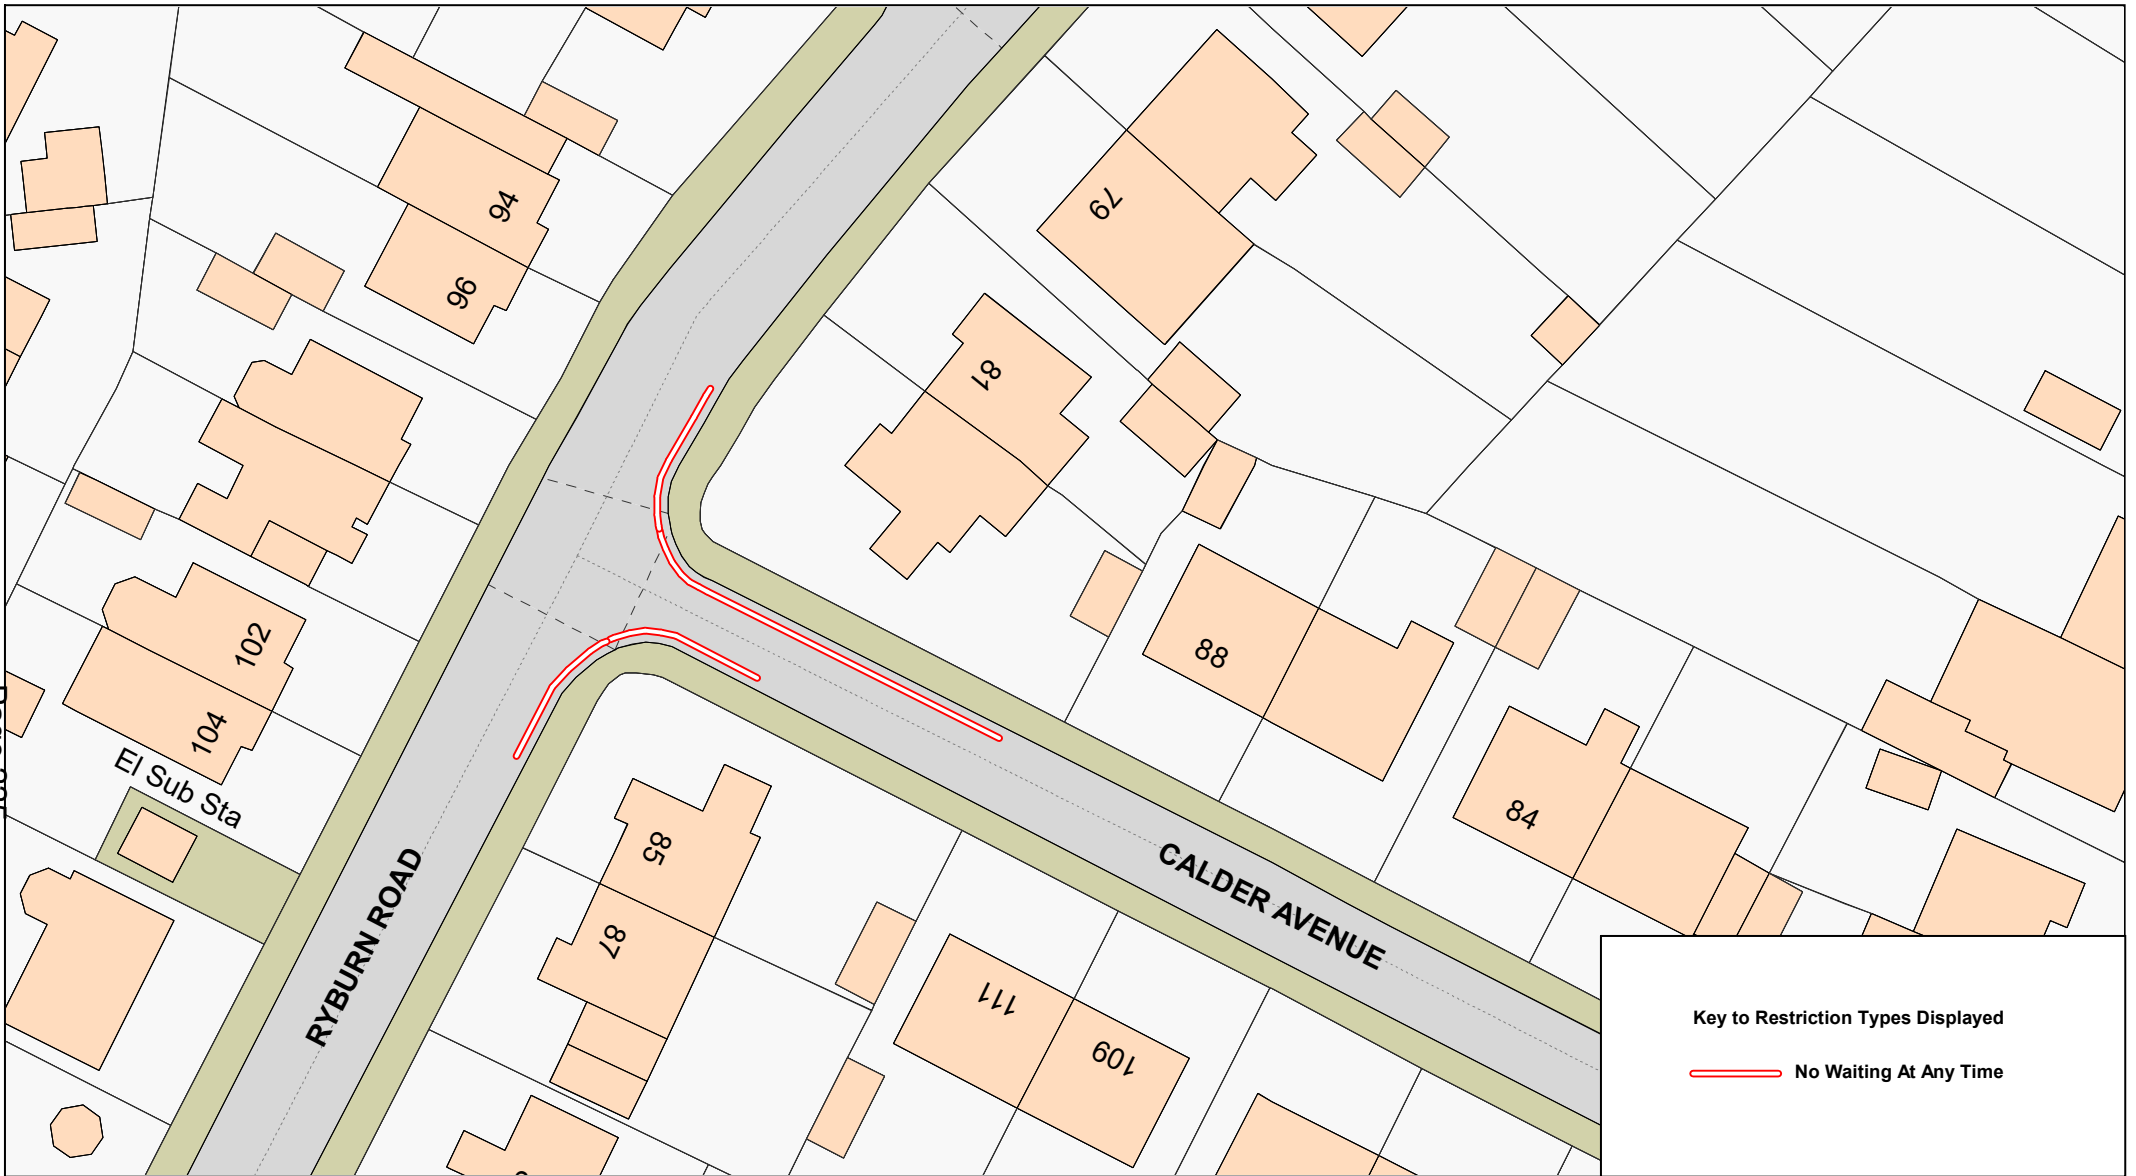 94
79
96
81
102
88
104
El Sub Sta
84
85
CALDER AVENUE
RYBURN ROAD
87
111
109
Key to Restriction Types Displayed
No Waiting At Any Time